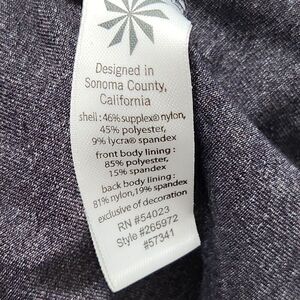 Designed in
Sonoma County,
California
shell : 46% supplex® nylon,
45% polyester,
9% lycra® spandex
front body lining :
85% polyester,
15% spandex
back body lining :
81% nylon, 19% spandex
exclusive of decoration
RN #54023
Style #265972
#57341